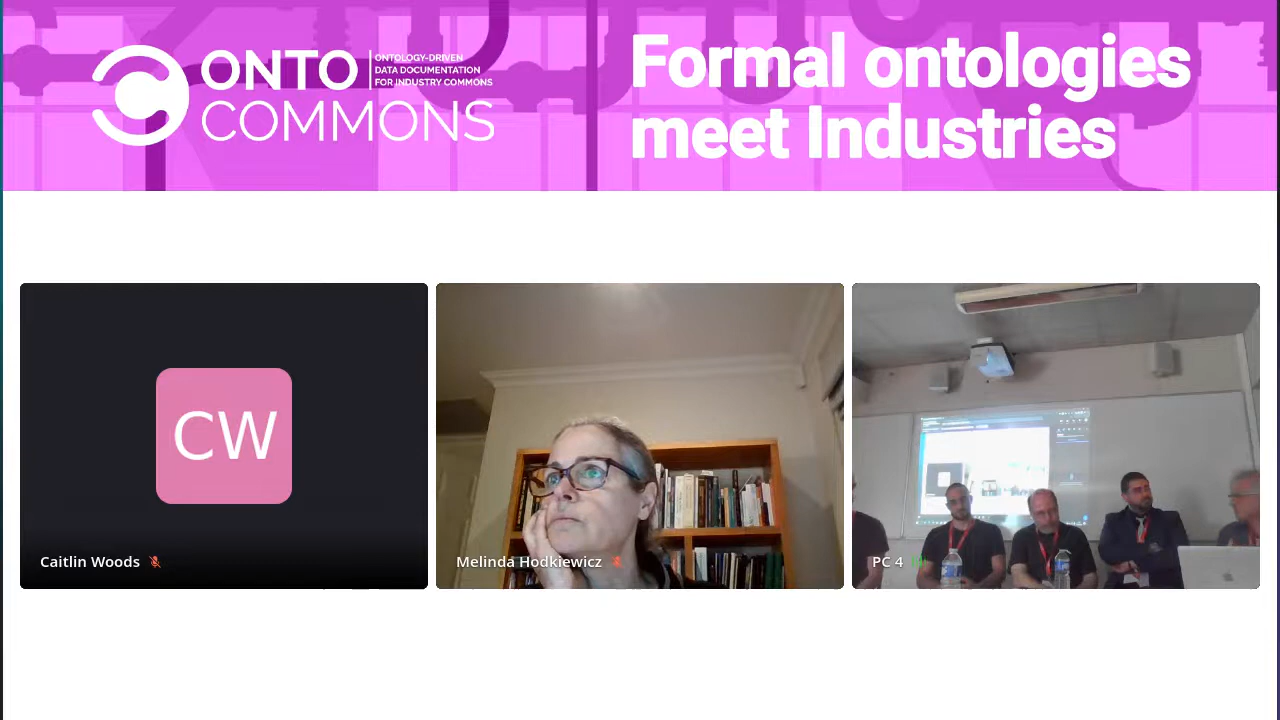 ONTO
COMMONS
ONTOLOGY-DRIVEN
DATA DOCUMENTATION
FOR INDUSTRY COMMONS
Formal ontologies
meet Industries
CW
Caitlin Woods
Melinda Hodkiewicz
PC 4